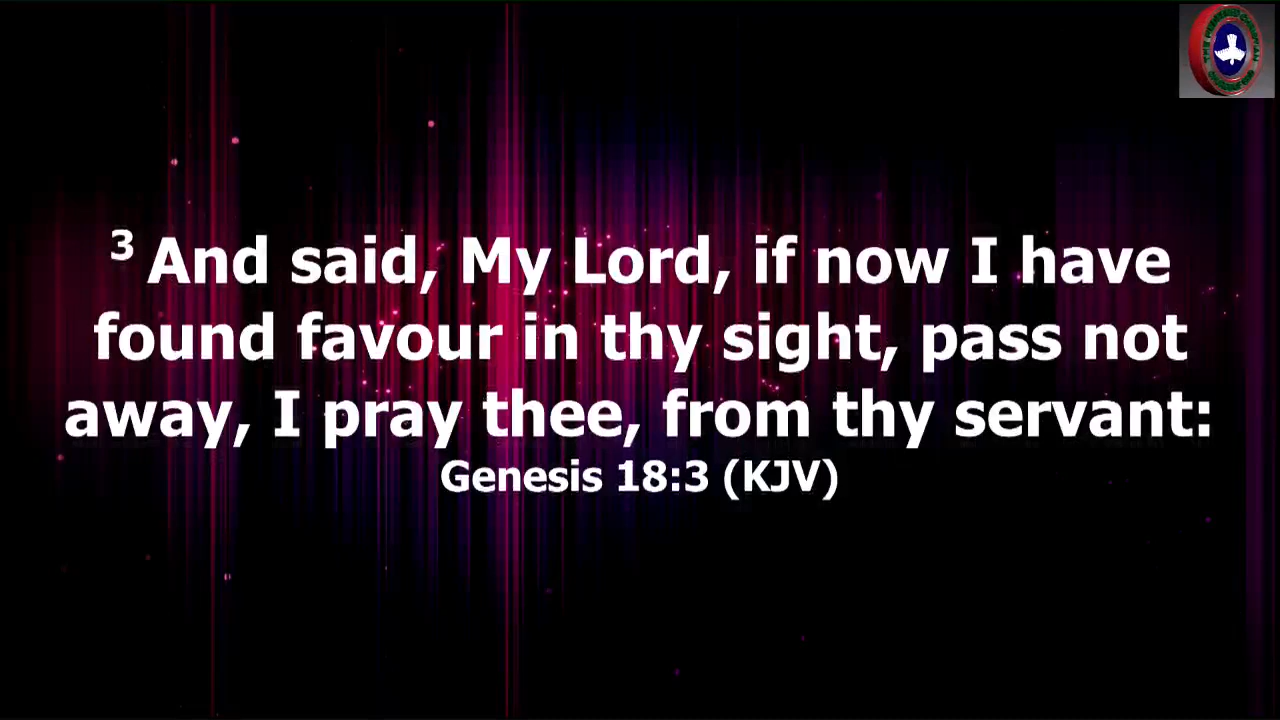 3 And said, My Lord, if now I have
found favour in thy sight, pass not
away, I pray thee, from thy servant:
Genesis 18:3 (KJV)